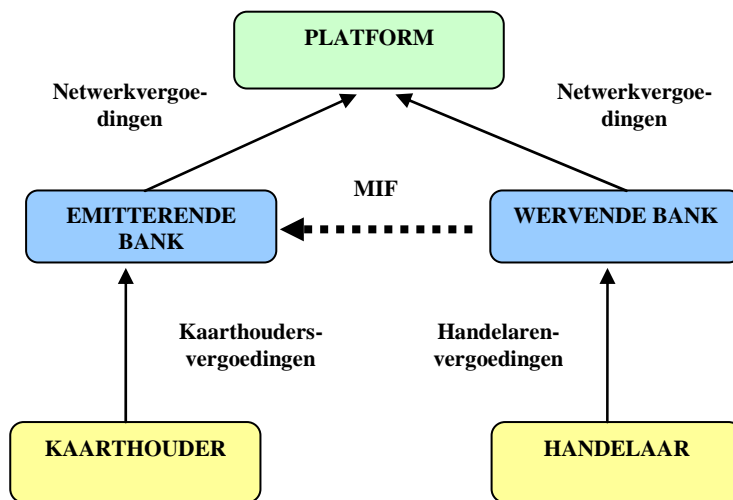 PLATFORM
Netwerkvergoe-
dingen
Netwerkvergoe-
dingen
MIF
EMITTERENDE
BANK
WERVENDE BANK
Kaarthouders-
vergoedingen
Handelaren-
vergoedingen
KAARTHOUDER
HANDELAAR